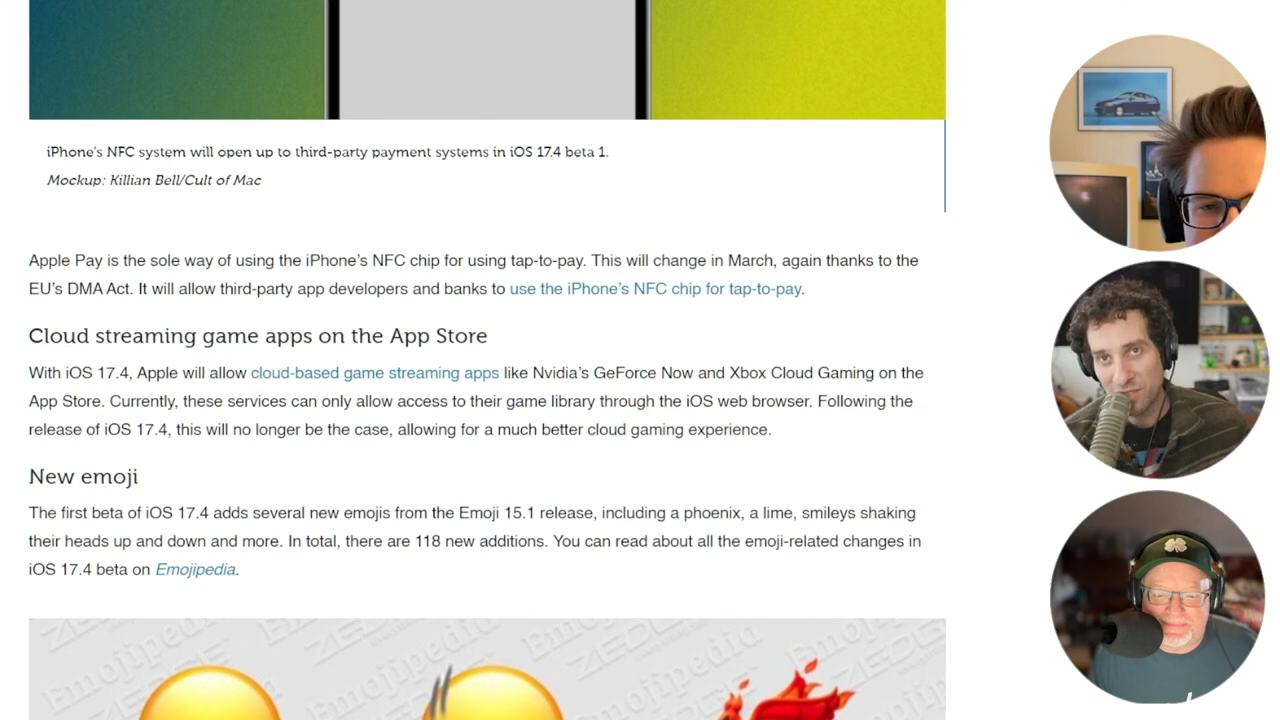 iPhone's NFC system will open up to third-party payment systems in iOS 17.4 beta 1.
Mockup: Killian Bell/Cult of Mac
Apple Pay is the sole way of using the iPhone's NFC chip for using tap-to-pay. This will change in March, again thanks to the
EU's DMA Act. It will allow third-party app developers and banks to use the iPhone's NFC chip for tap-to-pay.
Cloud streaming game apps on the App Store
With iOS 17.4, Apple will allow cloud-based game streaming apps like Nvidia's GeForce Now and Xbox Cloud Gaming on the
App Store. Currently, these services can only allow access to their game library through the iOS web browser. Following the
release of iOS 17.4, this will no longer be the case, allowing for a much better cloud gaming experience.
New emoji
The first beta of iOS 17.4 adds several new emojis from the Emoji 15.1 release, including a phoenix, a lime, smileys shaking
their heads up and down and more. In total, there are 118 new additions. You can read about all the emoji-related changes in
iOS 17.4 beta on Emojipedia.
Emojipedia
ZEDGE